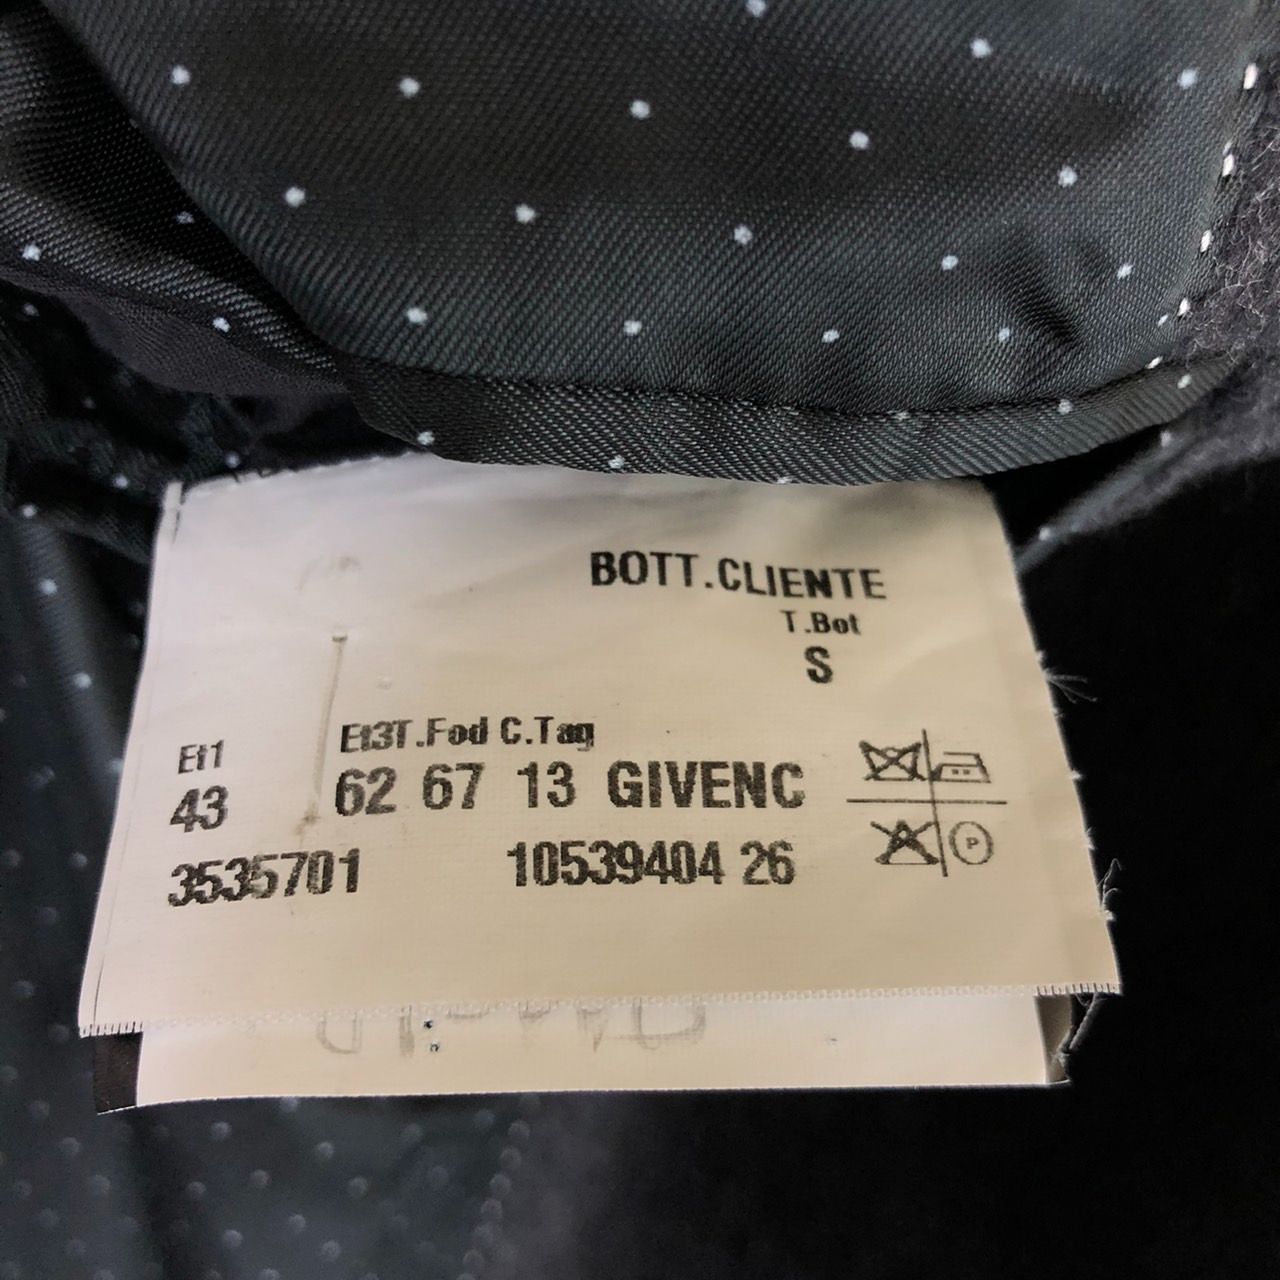 BOTT.CLIENTE
T.Bot
S
Et1 Et3T.Fod C.Tag
43 62 67 13 GIVENC
3535701 10539404 26
P